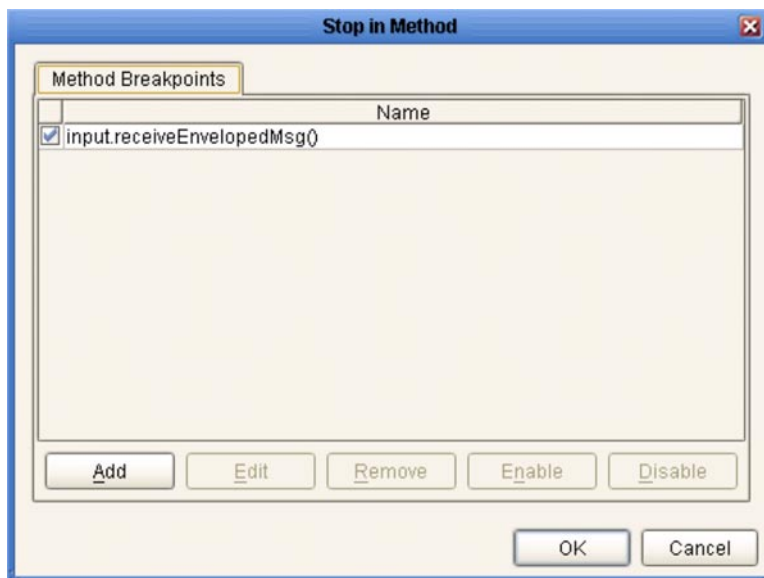 Stop in Method
Method Breakpoints
Name
input.receiveEnvelopedMsg()
Add Edit Remove Enable Disable
OK Cancel